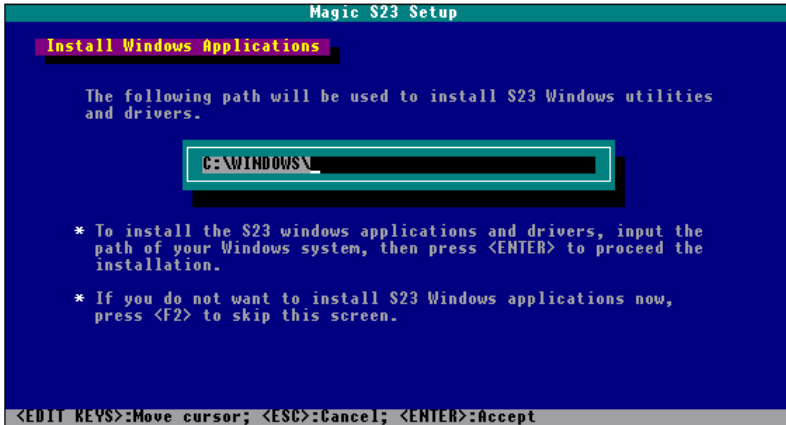 Magic S23 Setup
Install Windows Applications
The following path will be used to install S23 Windows utilities
and drivers.
C:\WINDOWS\_
* To install the S23 windows applications and drivers, input the
path of your Windows system, then press <ENTER> to proceed the
installation.
* If you do not want to install S23 Windows applications now,
press <F2> to skip this screen.
<EDIT KEYS>:Move cursor; <ESC>:Cancel; <ENTER>:Accept